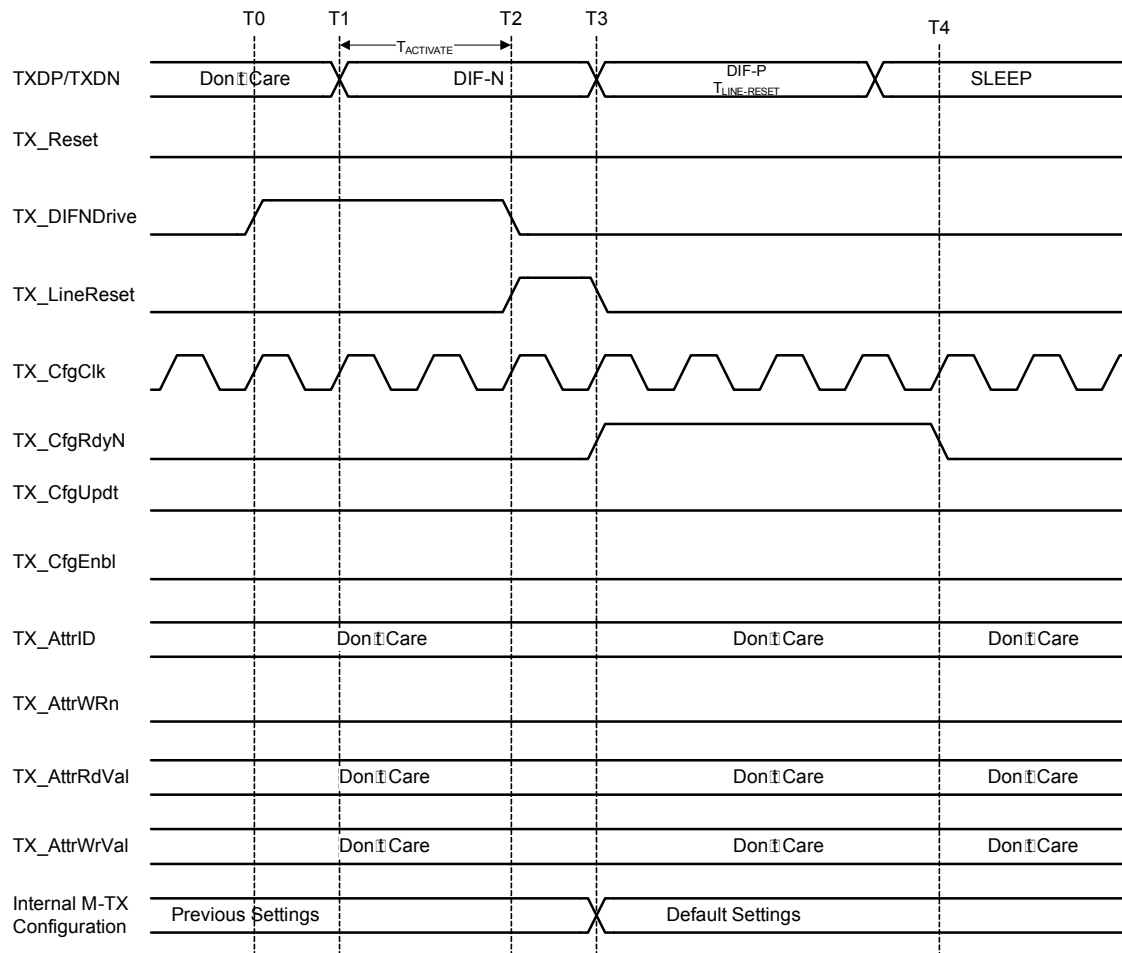 T0 T1 T2 T3 T4
TACTIVATE
TXDP/TXDN Don□t Care DIF-N DIF-P SLEEP
TLINE-RESET
TX_Reset
TX_DIFNDrive
TX_LineReset
TX_CfgClk
TX_CfgRdyN
TX_CfgUpdt
TX_CfgEnbl
TX_AttrID Don□t Care Don□t Care Don□t Care
TX_AttrWRn
TX_AttrRdVal Don□t Care Don□t Care Don□t Care
TX_AttrWrVal Don□t Care Don□t Care Don□t Care
Internal M-TX
Configuration Previous Settings Default Settings